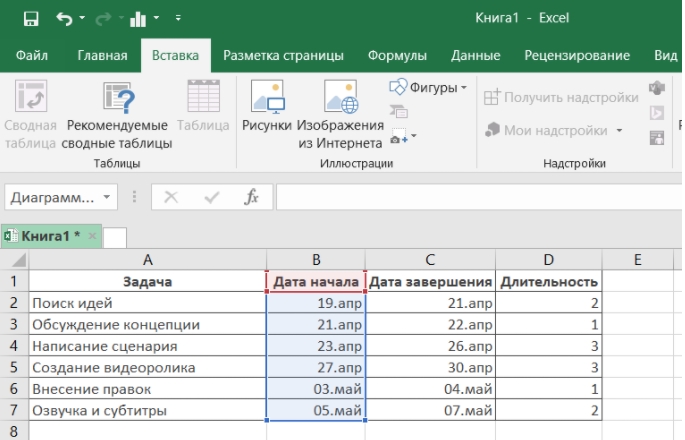 Книга1 - Excel
Файл Главная Вставка Разметка страницы Формулы Данные Рецензирование Вид
Сводная таблица
Рекомендуемые сводные таблицы
Таблица
Таблицы
Рисунки
Изображения из Интернета
Фигуры
Иллюстрации
Получить надстройки
Мои надстройки
Надстройки
Диаграмм...
fx
Книга1 *
A B C D E
1 Задача Дата начала Дата завершения Длительность
2 Поиск идей 19.апр 21.апр 2
3 Обсуждение концепции 21.апр 22.апр 1
4 Написание сценария 23.апр 26.апр 3
5 Создание видеоролика 27.апр 30.апр 3
6 Внесение правок 03.май 04.май 1
7 Озвучка и субтитры 05.май 07.май 2
8